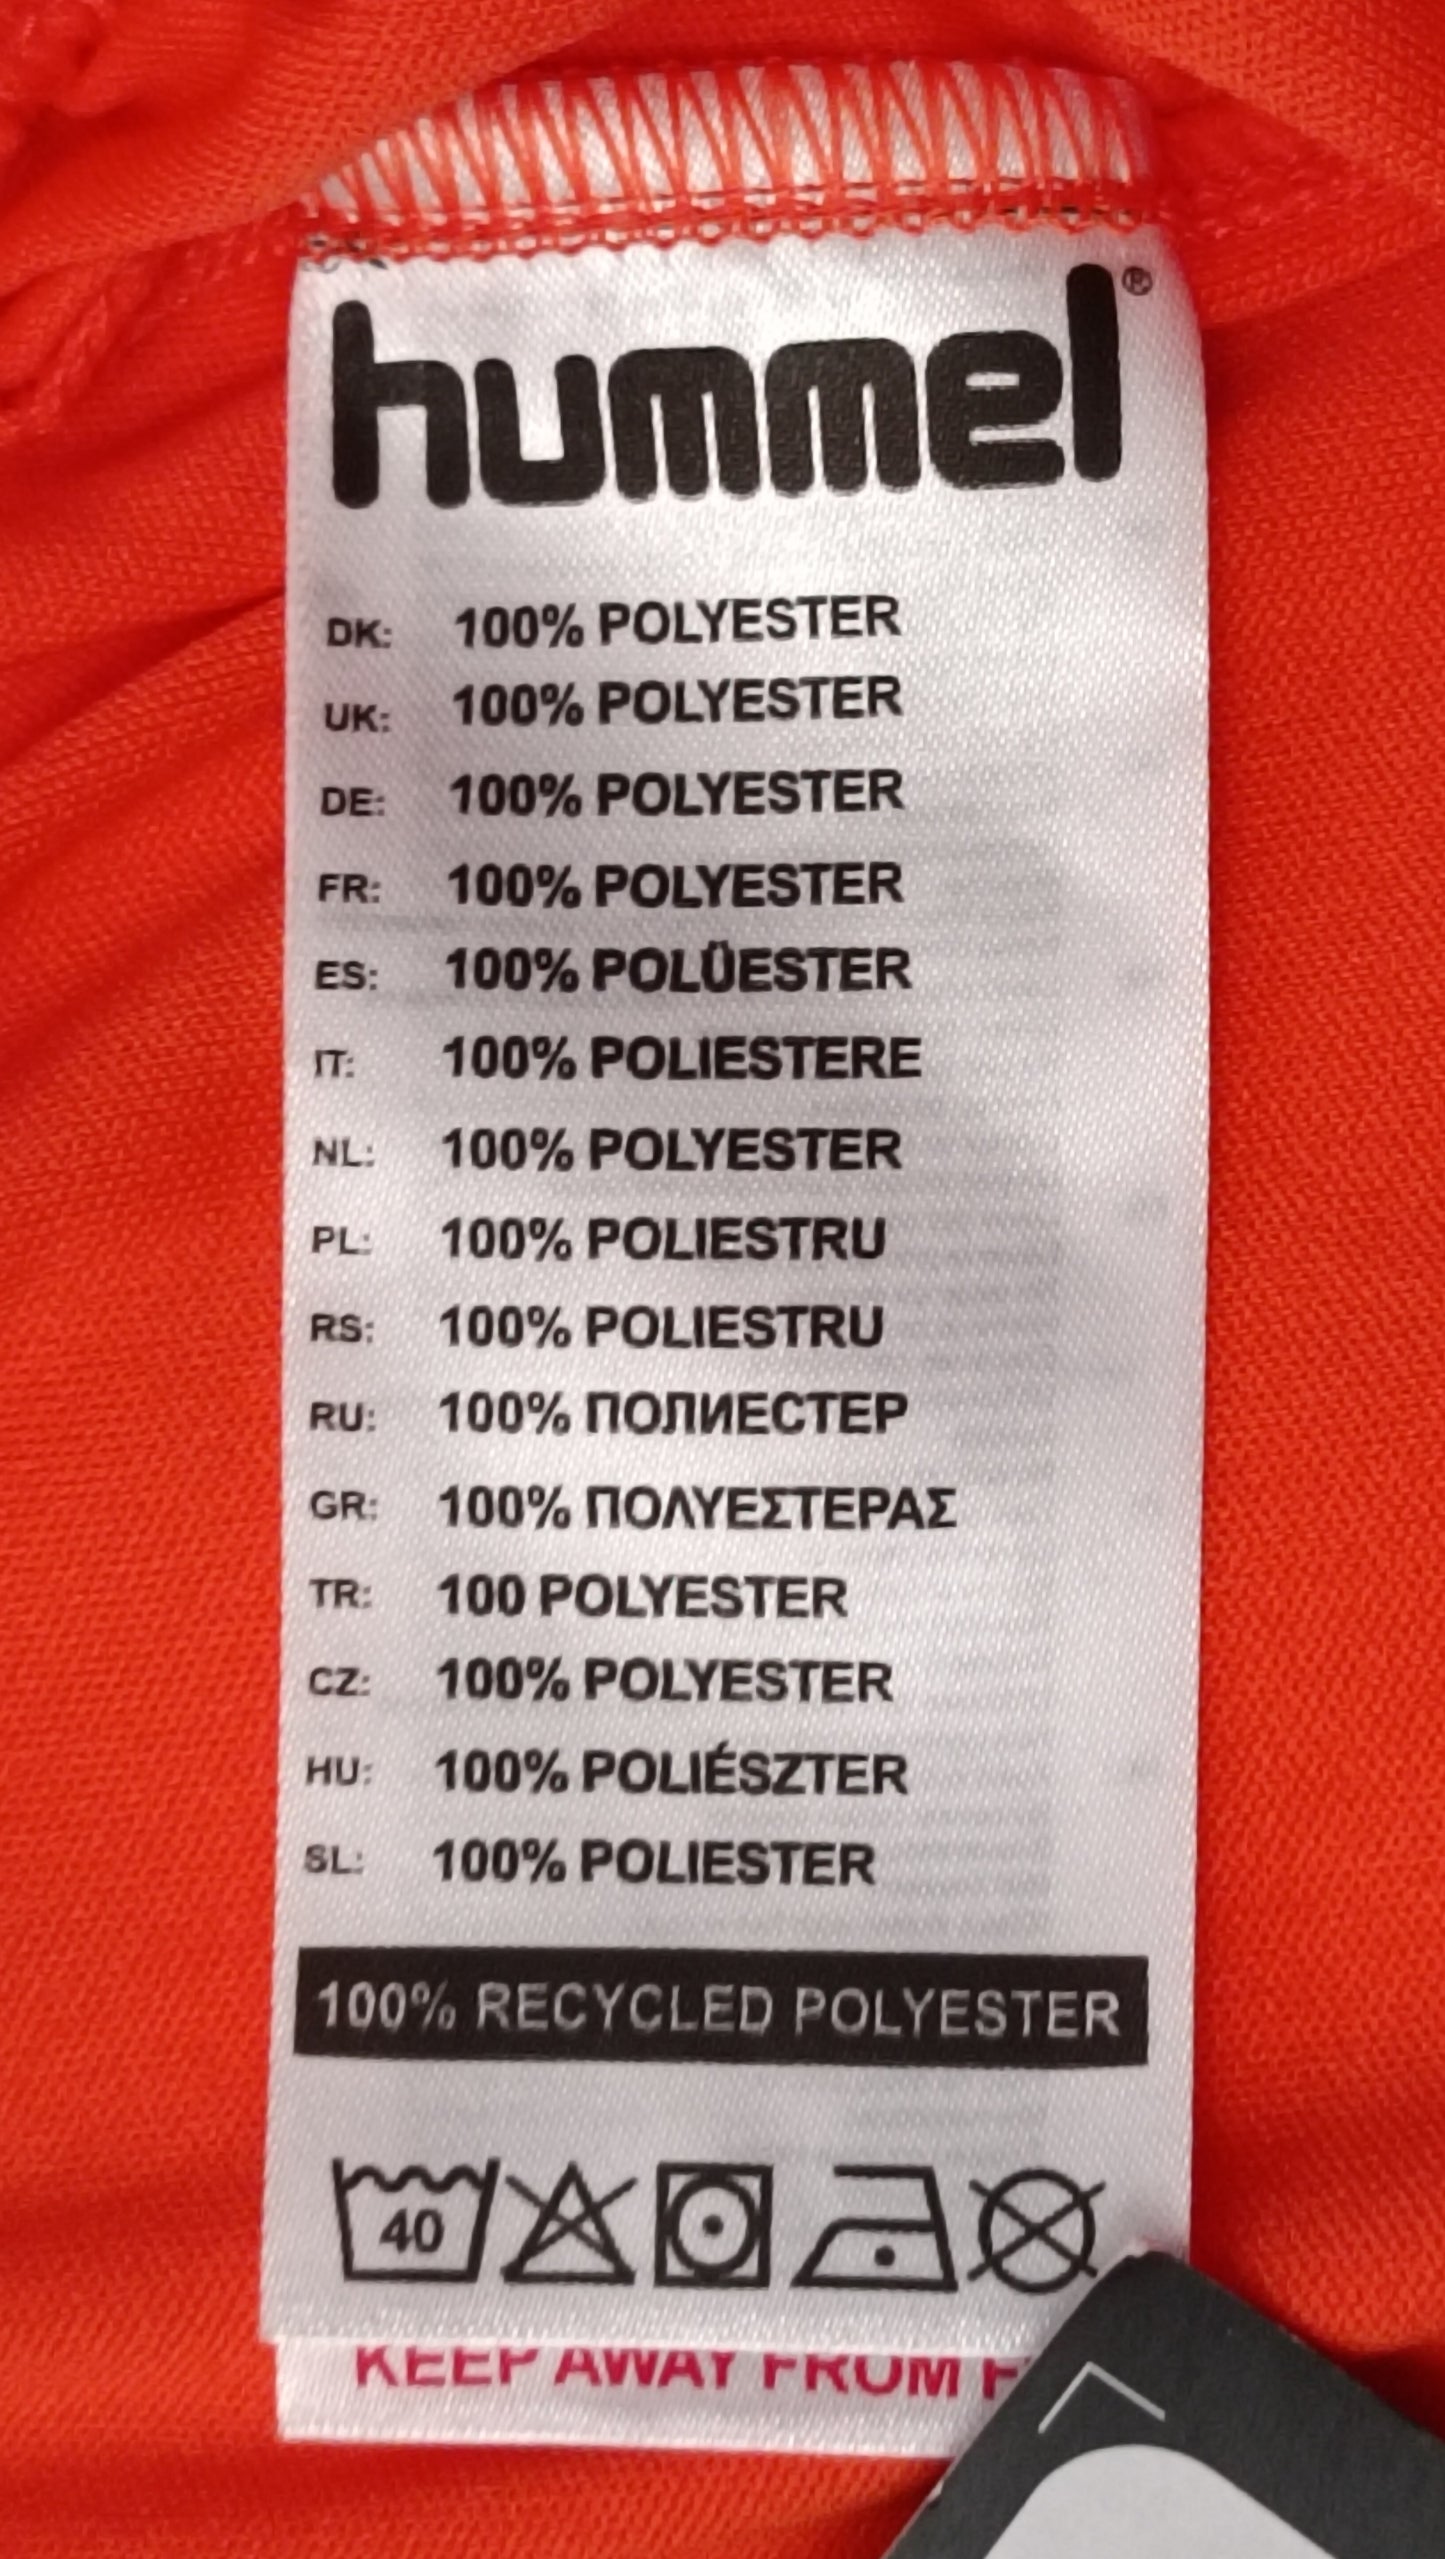 hummel®
DK: 100% POLYESTER
UK: 100% POLYESTER
DE: 100% POLYESTER
FR: 100% POLYESTER
ES: 100% POLÜESTER
IT: 100% POLIESTERE
NL: 100% POLYESTER
PL: 100% POLIESTRU
RS: 100% POLIESTRU
RU: 100% ПОЛИЕСТЕР
GR: 100% ΠΟΛΥΕΣΤΕΡΑΣ
TR: 100 POLYESTER
CZ: 100% POLYESTER
HU: 100% POLIÉSZTER
SL: 100% POLIESTER
100% RECYCLED POLYESTER
40
KEEP AWAY FROM